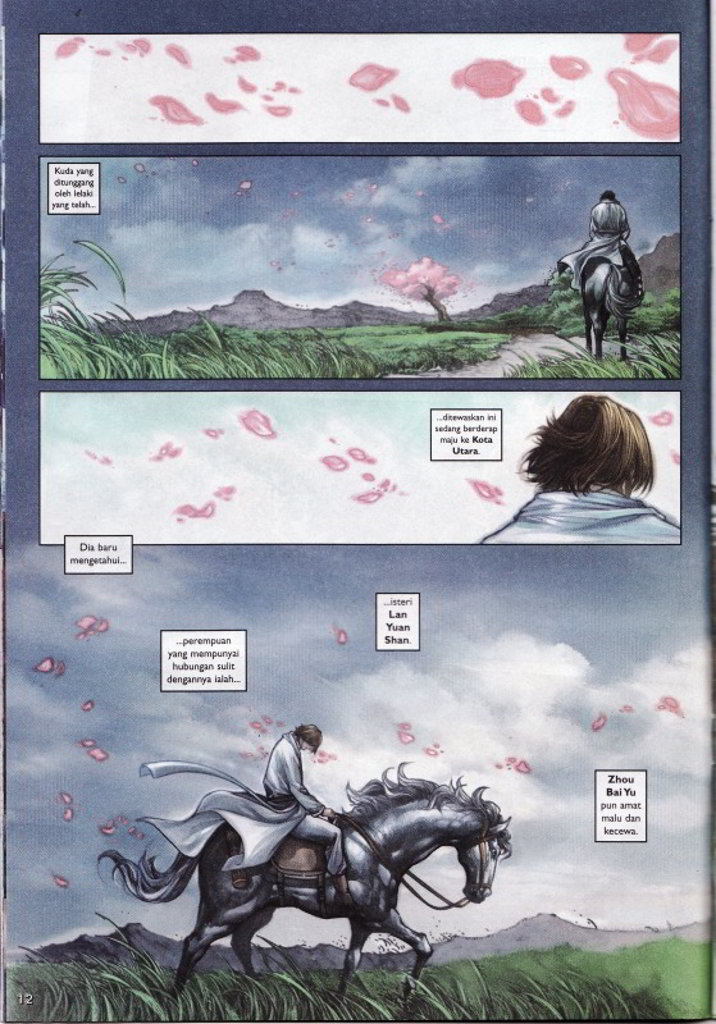 Kuda yang
ditunggang
oleh lelaki
yang telah...
...ditewaskan ini
sedang berderap
maju ke Kota
Utara.
Dia baru
mengetahui...
...perempuan
yang mempunyai
hubungan sulit
dengannya ialah...
...isteri
Lan
Yuan
Shan.
Zhou
Bai Yu
pun amat
malu dan
kecewa.
12